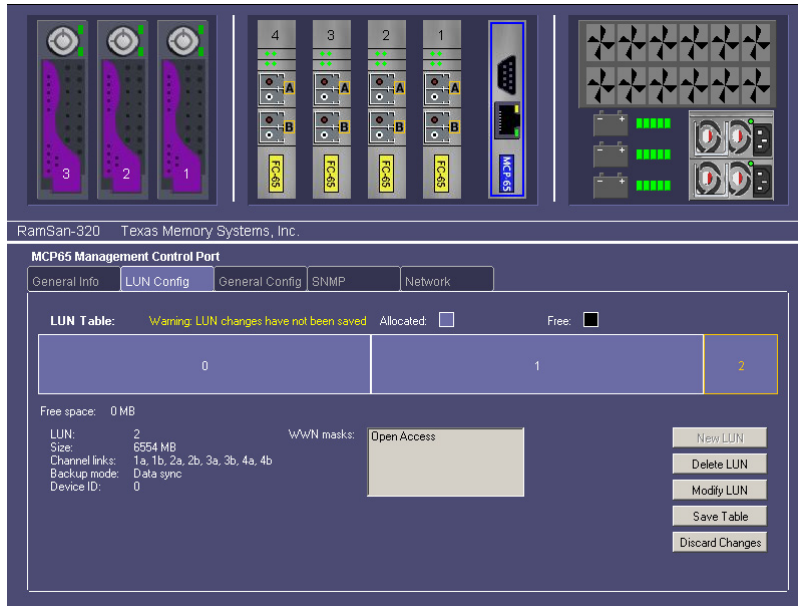 4 3 2 1
A A A A
B B B B
3 2 1
FC-65 FC-65 FC-65 FC-65 MCP 65
- +
- +
- +
RamSan-320 Texas Memory Systems, Inc.
MCP65 Management Control Port
General Info LUN Config General Config SNMP Network
LUN Table: Warning: LUN changes have not been saved Allocated: Free:
0 1 2
Free space: 0 MB
LUN: 2
Size: 6554 MB
Channel links: 1a, 1b, 2a, 2b, 3a, 3b, 4a, 4b
Backup mode: Data sync
Device ID: 0
WWN masks: Open Access
New LUN
Delete LUN
Modify LUN
Save Table
Discard Changes